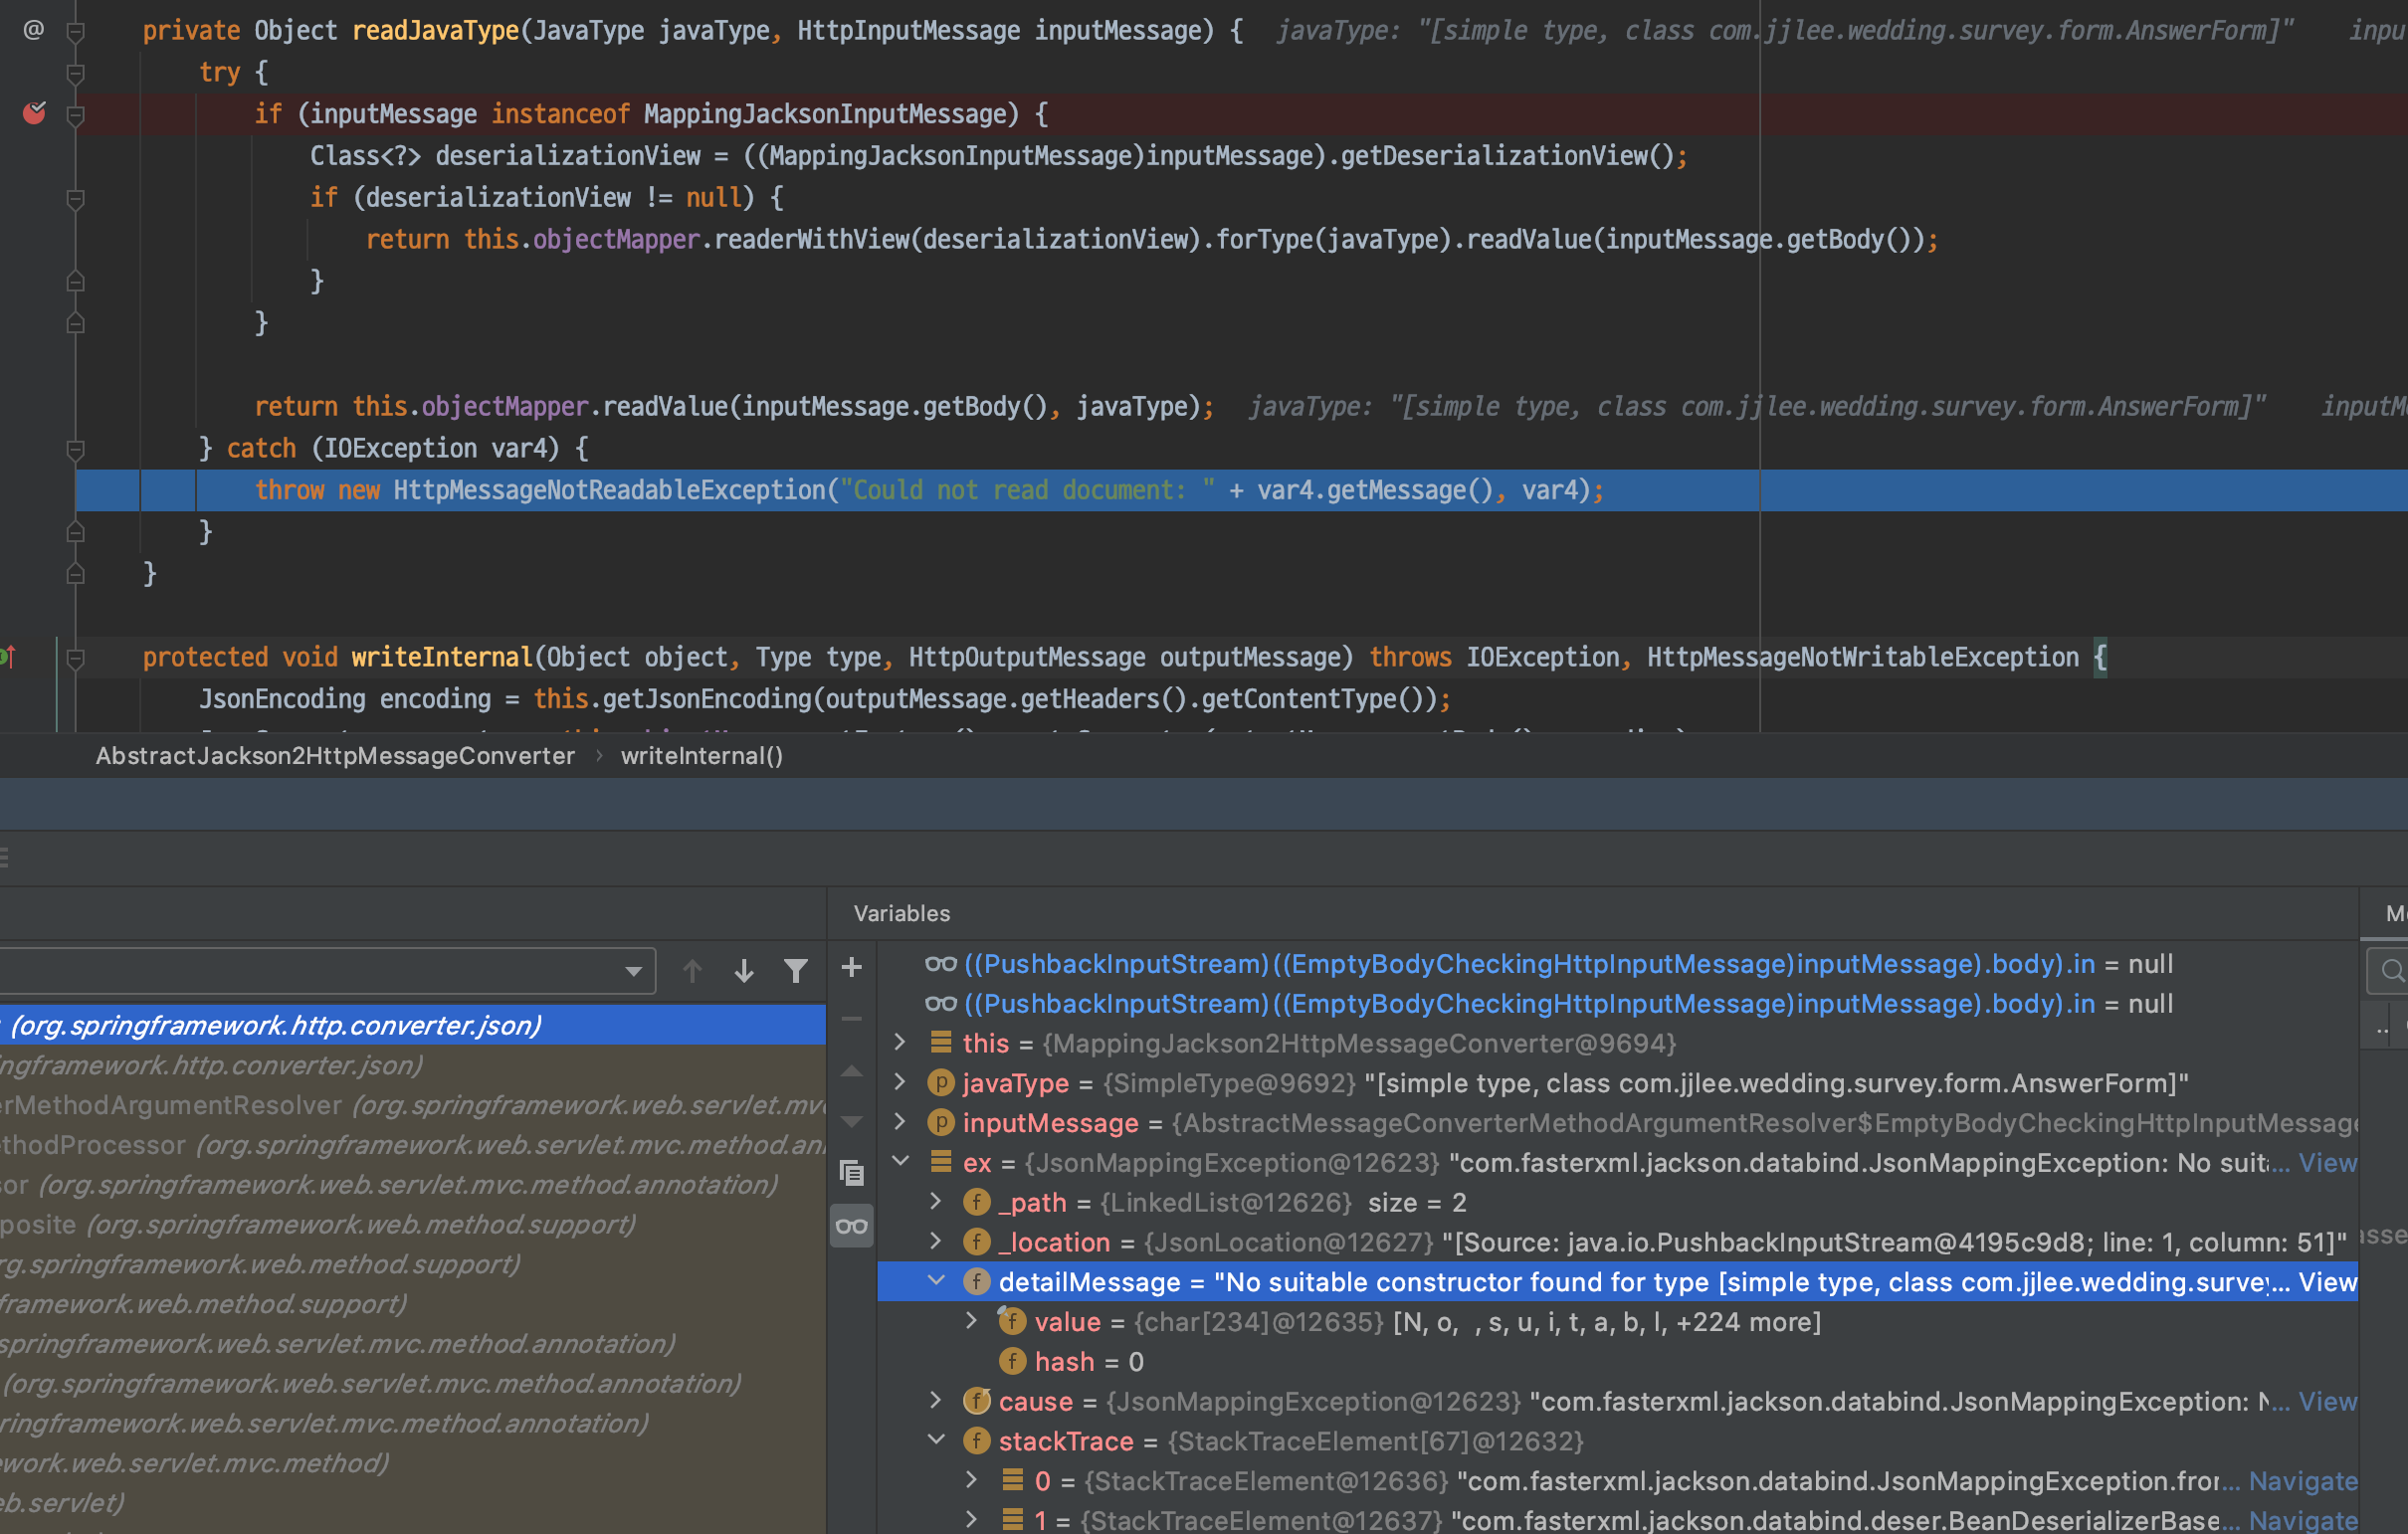 @ private Object readJavaType(JavaType javaType, HttpInputMessage inputMessage) { javaType: "[simple type, class com.jjlee.wedding.survey.form.AnswerForm]" inpu
try {
if (inputMessage instanceof MappingJacksonInputMessage) {
Class<?> deserializationView = ((MappingJacksonInputMessage)inputMessage).getDeserializationView();
if (deserializationView != null) {
return this.objectMapper.readerWithView(deserializationView).forType(javaType).readValue(inputMessage.getBody());
}
}
return this.objectMapper.readValue(inputMessage.getBody(), javaType); javaType: "[simple type, class com.jjlee.wedding.survey.form.AnswerForm]" inputM
} catch (IOException var4) {
throw new HttpMessageNotReadableException("Could not read document: " + var4.getMessage(), var4);
}
}
protected void writeInternal(Object object, Type type, HttpOutputMessage outputMessage) throws IOException, HttpMessageNotWritableException {
JsonEncoding encoding = this.getJsonEncoding(outputMessage.getHeaders().getContentType());
AbstractJackson2HttpMessageConverter › writeInternal()
Variables
M
(org.springframework.http.converter.json)
ingframework.http.converter.json)
erMethodArgumentResolver (org.springframework.web.servlet.mvc
thodProcessor (org.springframework.web.servlet.mvc.method.an
sor (org.springframework.web.servlet.mvc.method.annotation)
posite (org.springframework.web.method.support)
rg.springframework.web.method.support)
framework.web.method.support)
springframework.web.servlet.mvc.method.annotation)
(org.springframework.web.servlet.mvc.method.annotation)
pringframework.web.servlet.mvc.method.annotation)
ework.web.servlet.mvc.method)
eb.servlet)
((PushbackInputStream)((EmptyBodyCheckingHttpInputMessage)inputMessage).body).in = null
((PushbackInputStream)((EmptyBodyCheckingHttpInputMessage)inputMessage).body).in = null
this = {MappingJackson2HttpMessageConverter@9694}
javaType = {SimpleType@9692} "[simple type, class com.jjlee.wedding.survey.form.AnswerForm]"
inputMessage = {AbstractMessageConverterMethodArgumentResolver$EmptyBodyCheckingHttpInputMessage
ex = {JsonMappingException@12623} "com.fasterxml.jackson.databind.JsonMappingException: No suit... View
_path = {LinkedList@12626} size = 2
_location = {JsonLocation@12627} "[Source: java.io.PushbackInputStream@4195c9d8; line: 1, column: 51]"
detailMessage = "No suitable constructor found for type [simple type, class com.jjlee.wedding.survey... View
value = {char[234]@12635} [N, o, , s, u, i, t, a, b, l, +224 more]
hash = 0
cause = {JsonMappingException@12623} "com.fasterxml.jackson.databind.JsonMappingException: N... View
stackTrace = {StackTraceElement[67]@12632}
0 = {StackTraceElement@12636} "com.fasterxml.jackson.databind.JsonMappingException.fror... Navigate
1 = {StackTraceElement@12637} "com.fasterxml.jackson.databind.deser.BeanDeserializerBase... Navigate